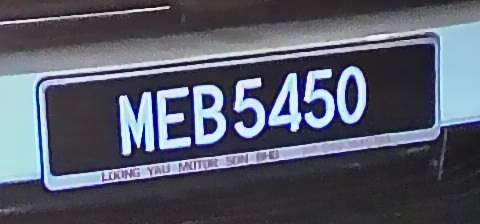 MEB5450
LOONG YAU MOTOR SDN BHD